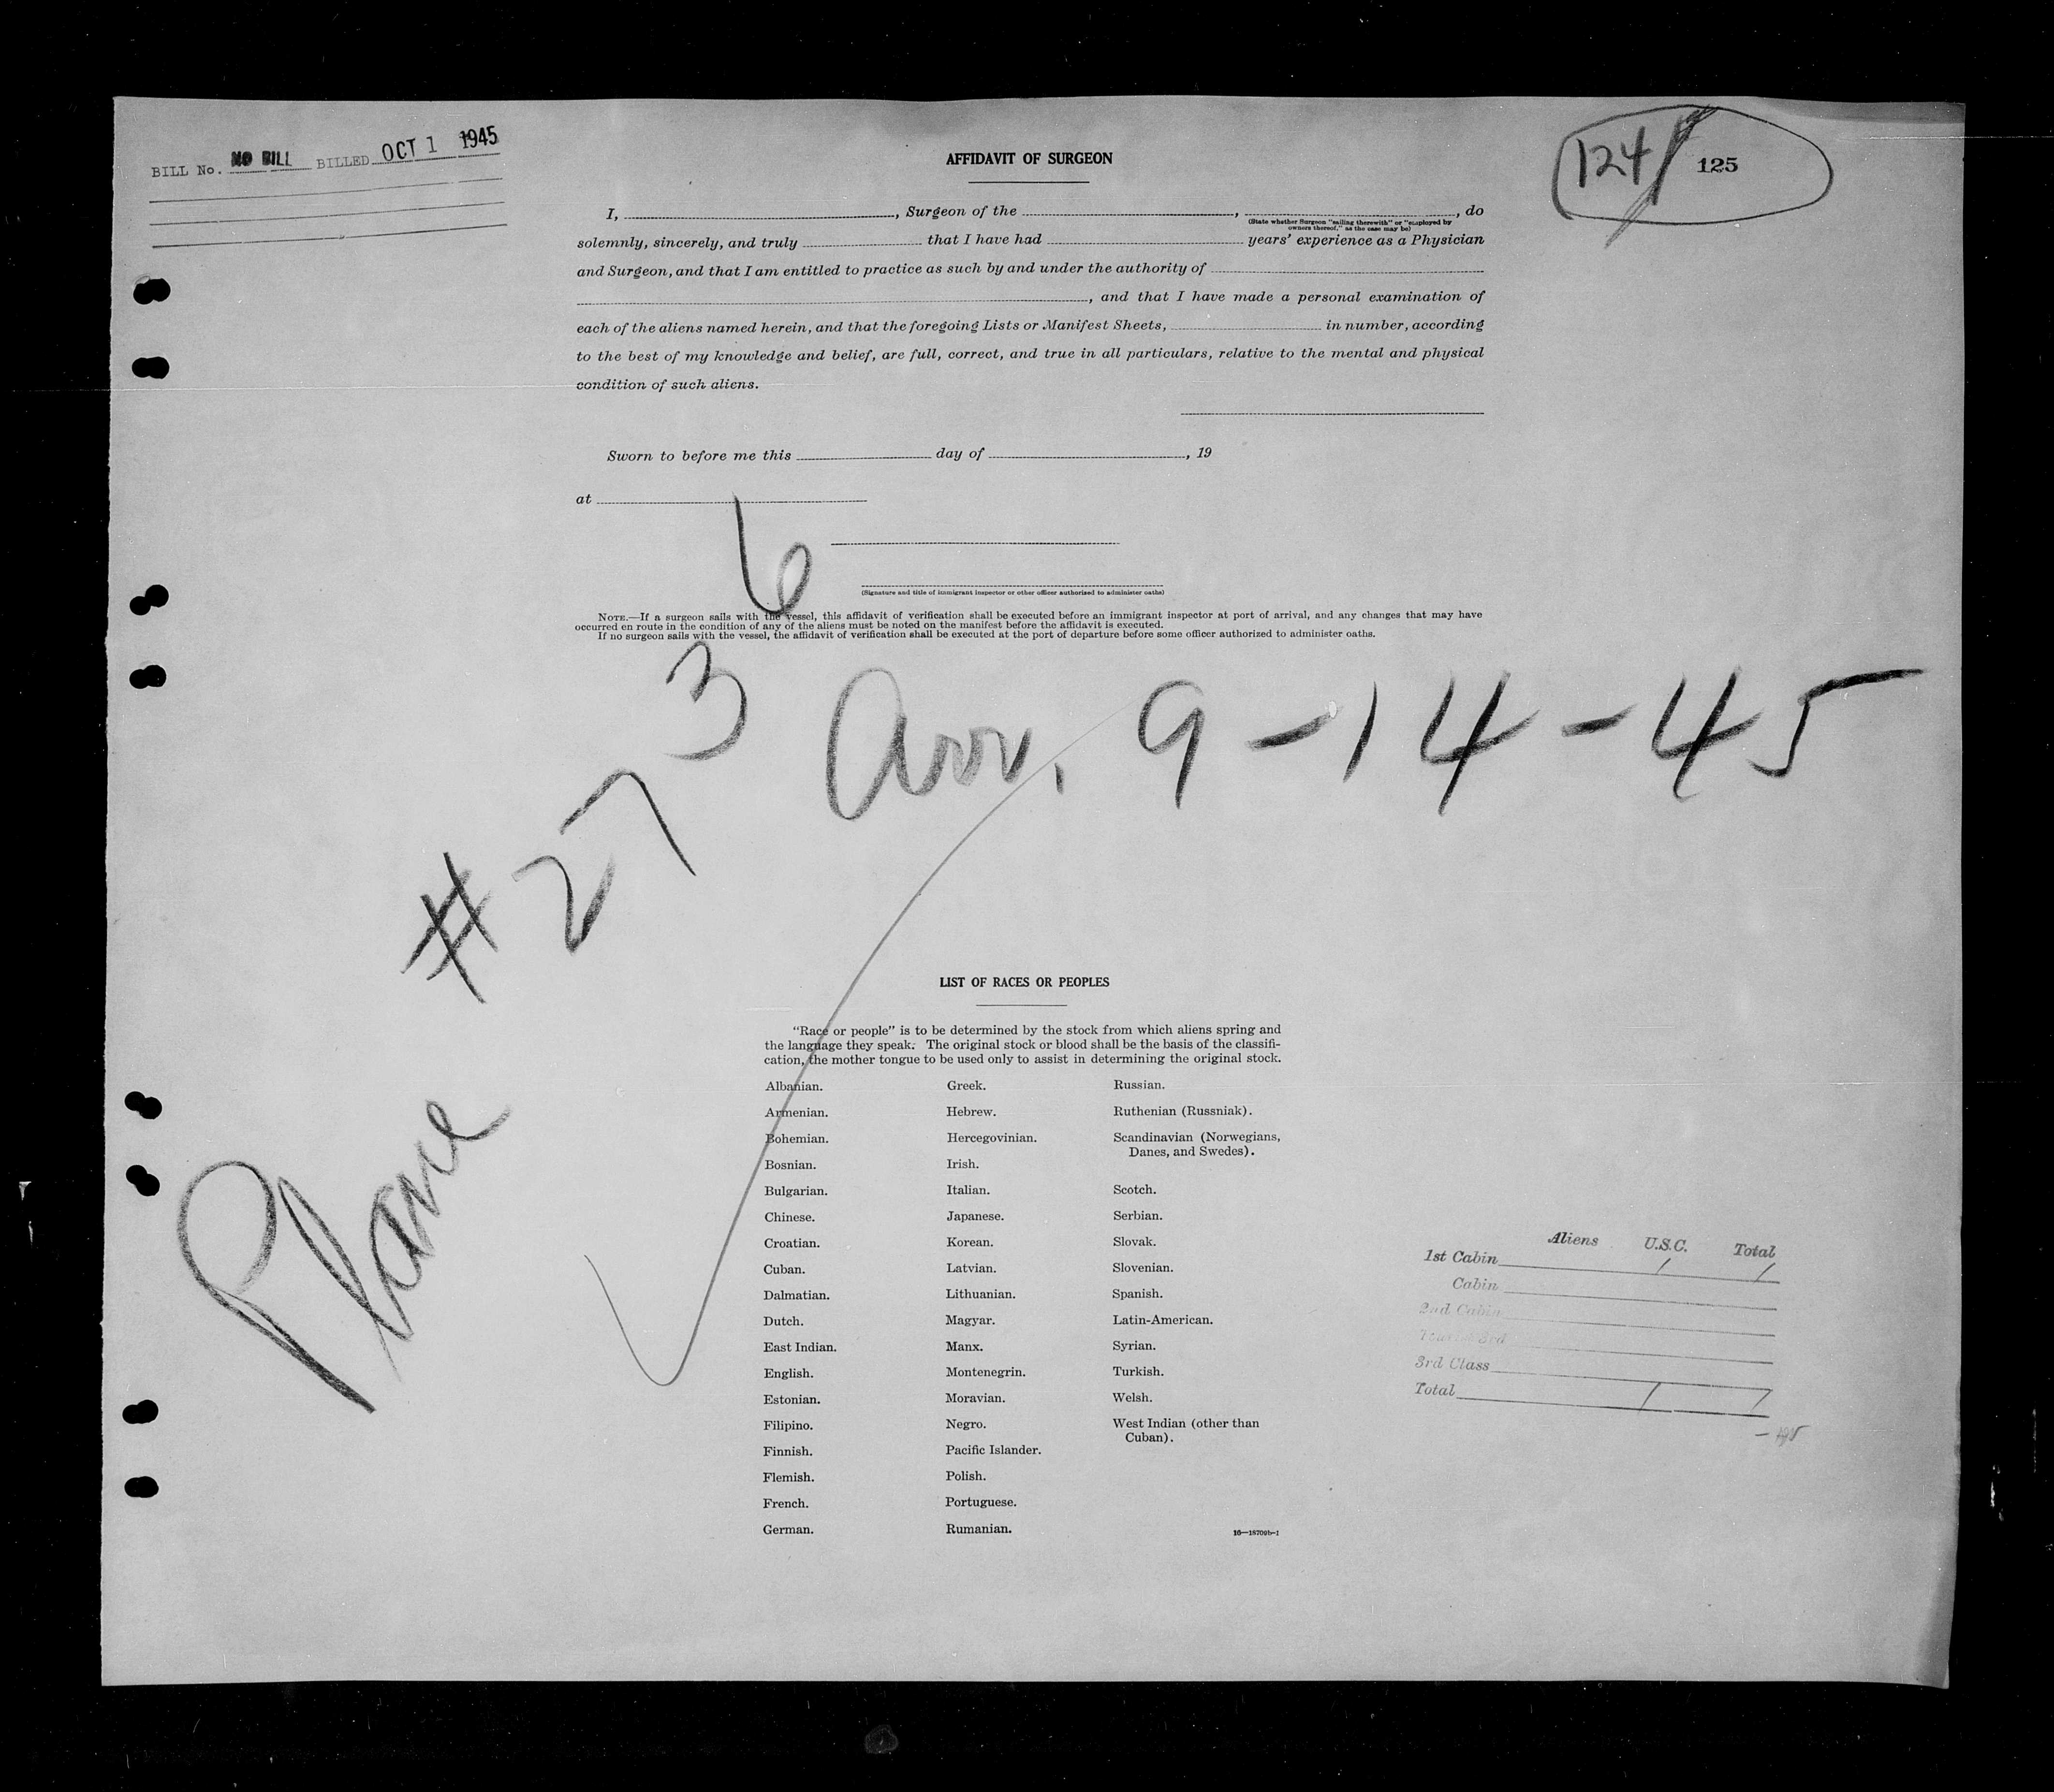 BILL No. NO BILL BILLED OCT 1 1945
124 125
AFFIDAVIT OF SURGEON
I, , Surgeon of the , , do
(State whether Surgeon "sailing therewith" or "employed by
owners thereof," as the case may be)
solemnly, sincerely, and truly that I have had years' experience as a Physician
and Surgeon, and that I am entitled to practice as such by and under the authority of
, and that I have made a personal examination of
each of the aliens named herein, and that the foregoing Lists or Manifest Sheets, in number, according
to the best of my knowledge and belief, are full, correct, and true in all particulars, relative to the mental and physical
condition of such aliens.
Sworn to before me this day of , 19
at
(Signature and title of immigrant inspector or other officer authorized to administer oaths)
NOTE.—If a surgeon sails with the vessel, this affidavit of verification shall be executed before an immigrant inspector at port of arrival, and any changes that may have
occurred en route in the condition of any of the aliens must be noted on the manifest before the affidavit is executed.
If no surgeon sails with the vessel, the affidavit of verification shall be executed at the port of departure before some officer authorized to administer oaths.
Plane #2736
Arr. 9-14-45
LIST OF RACES OR PEOPLES
"Race or people" is to be determined by the stock from which aliens spring and
the language they speak. The original stock or blood shall be the basis of the classifi-
cation, the mother tongue to be used only to assist in determining the original stock.
Albanian.
Armenian.
Bohemian.
Bosnian.
Bulgarian.
Chinese.
Croatian.
Cuban.
Dalmatian.
Dutch.
East Indian.
English.
Estonian.
Filipino.
Finnish.
Flemish.
French.
German.
Greek.
Hebrew.
Hercegovinian.
Irish.
Italian.
Japanese.
Korean.
Latvian.
Lithuanian.
Magyar.
Manx.
Montenegrin.
Moravian.
Negro.
Pacific Islander.
Polish.
Portuguese.
Rumanian.
Russian.
Ruthenian (Russniak).
Scandinavian (Norwegians,
Danes, and Swedes).
Scotch.
Serbian.
Slovak.
Slovenian.
Spanish.
Latin-American.
Syrian.
Turkish.
Welsh.
West Indian (other than
Cuban).
16—18709b-1
Aliens U.S.C. Total
1st Cabin 1 1
Cabin
2nd Cabin
3rd
3rd Class
Total 1 1